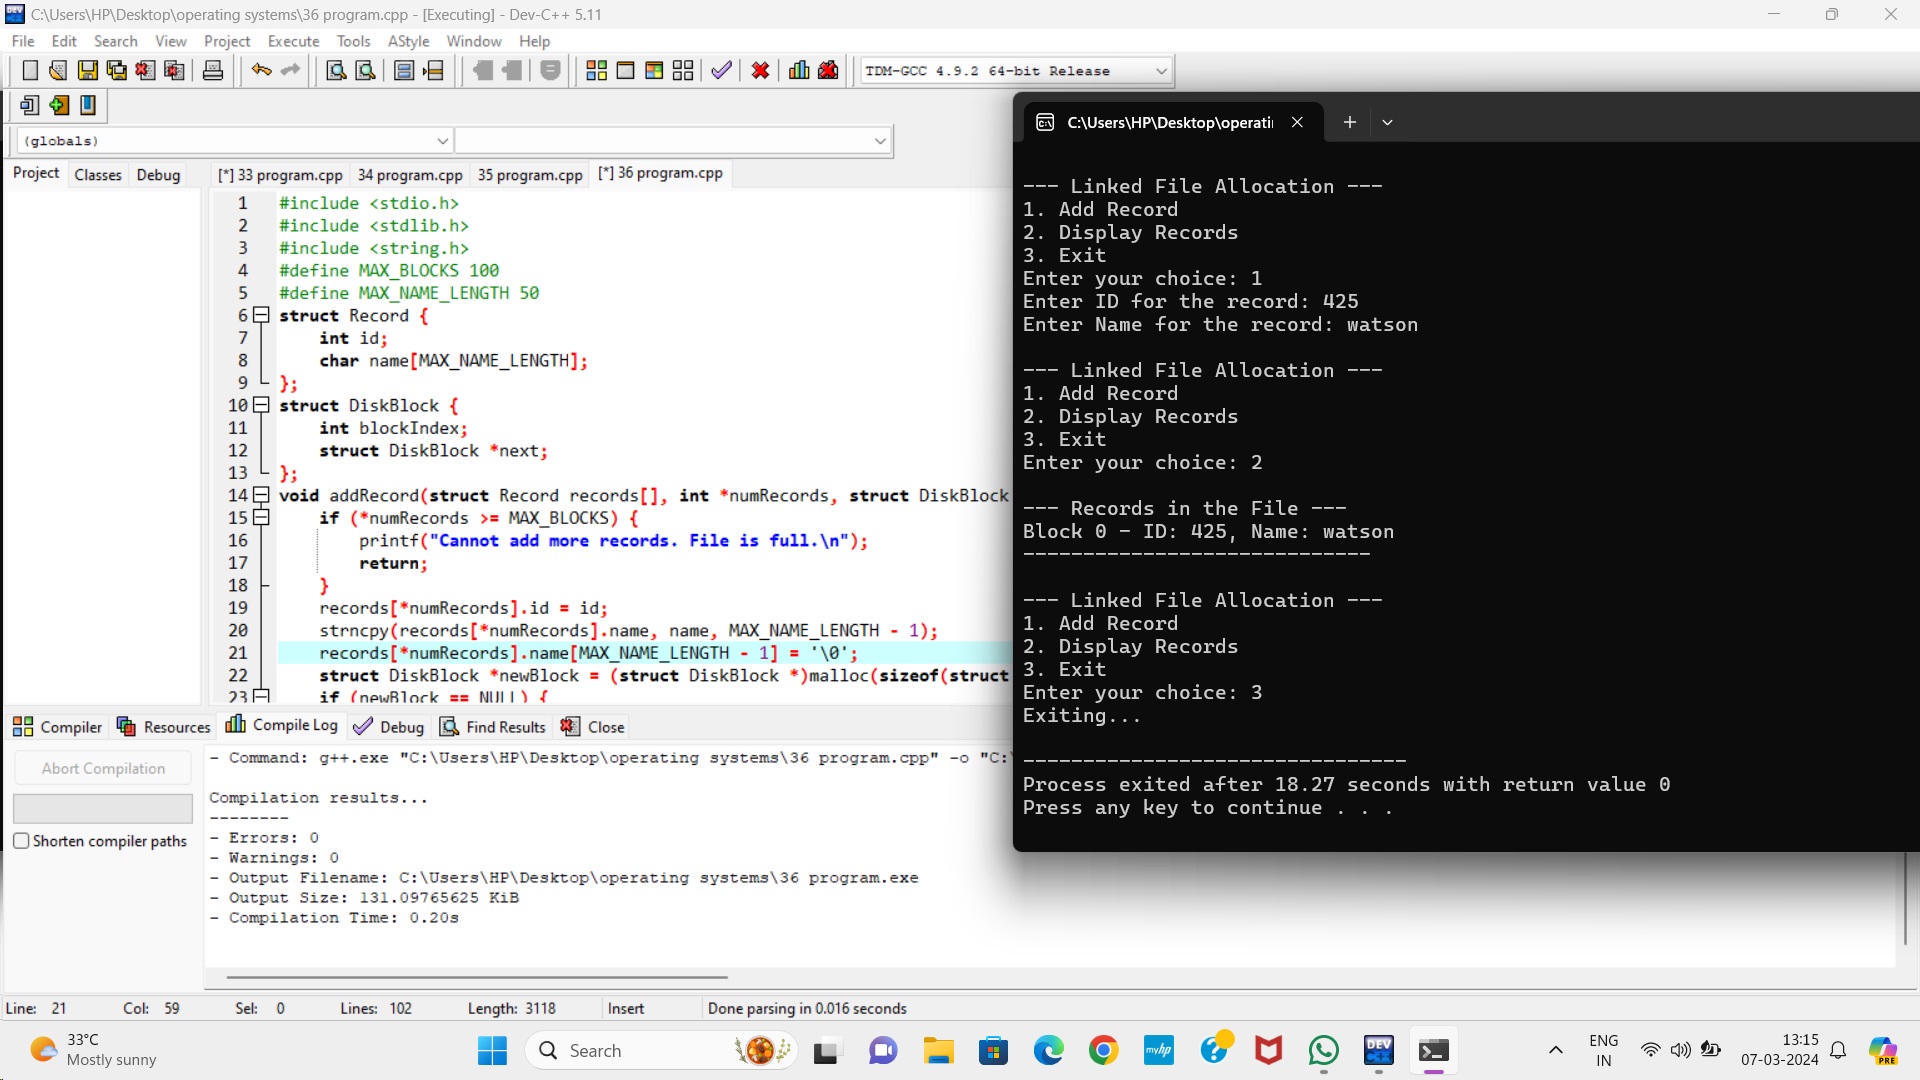 C:\Users\HP\Desktop\operating systems\36 program.cpp - [Executing] - Dev-C++ 5.11
File Edit Search View Project Execute Tools AStyle Window Help
TDM-GCC 4.9.2 64-bit Release
(globals)
Project Classes Debug
[*] 33 program.cpp 34 program.cpp 35 program.cpp [*] 36 program.cpp
1 #include <stdio.h>
2 #include <stdlib.h>
3 #include <string.h>
4 #define MAX_BLOCKS 100
5 #define MAX_NAME_LENGTH 50
6 struct Record {
7 int id;
8 char name[MAX_NAME_LENGTH];
9 };
10 struct DiskBlock {
11 int blockIndex;
12 struct DiskBlock *next;
13 };
14 void addRecord(struct Record records[], int *numRecords, struct DiskBlock
15 if (*numRecords >= MAX_BLOCKS) {
16 printf("Cannot add more records. File is full.\n");
17 return;
18 }
19 records[*numRecords].id = id;
20 strncpy(records[*numRecords].name, name, MAX_NAME_LENGTH - 1);
21 records[*numRecords].name[MAX_NAME_LENGTH - 1] = '\0';
22 struct DiskBlock *newBlock = (struct DiskBlock *)malloc(sizeof(struct
23 if (newBlock == NULL) {
C:\Users\HP\Desktop\operati
--- Linked File Allocation ---
1. Add Record
2. Display Records
3. Exit
Enter your choice: 1
Enter ID for the record: 425
Enter Name for the record: watson
--- Linked File Allocation ---
1. Add Record
2. Display Records
3. Exit
Enter your choice: 2
--- Records in the File ---
Block 0 - ID: 425, Name: watson
-----------------------------
--- Linked File Allocation ---
1. Add Record
2. Display Records
3. Exit
Enter your choice: 3
Exiting...
--------------------------------
Process exited after 18.27 seconds with return value 0
Press any key to continue . . .
Compiler Resources Compile Log Debug Find Results Close
Abort Compilation
Shorten compiler paths
- Command: g++.exe "C:\Users\HP\Desktop\operating systems\36 program.cpp" -o "C:\
Compilation results...
--------
- Errors: 0
- Warnings: 0
- Output Filename: C:\Users\HP\Desktop\operating systems\36 program.exe
- Output Size: 131.09765625 KiB
- Compilation Time: 0.20s
Line: 21 Col: 59 Sel: 0 Lines: 102 Length: 3118 Insert Done parsing in 0.016 seconds
33°C
Mostly sunny
Search
myhp
DEV
ENG
IN
13:15
07-03-2024
PRE